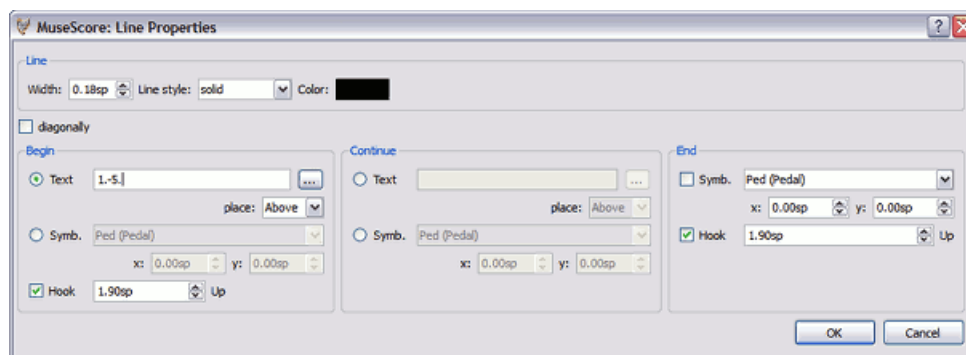 MuseScore: Line Properties
Line
Width: 0.18sp Line style: solid Color:
diagonally
Begin
Text 1.-5.
...
place: Above
Symb. Ped (Pedal)
x: 0.00sp y: 0.00sp
Hook 1.90sp Up
Continue
Text
...
place: Above
Symb. Ped (Pedal)
x: 0.00sp y: 0.00sp
End
Symb. Ped (Pedal)
x: 0.00sp y: 0.00sp
Hook 1.90sp Up
OK Cancel